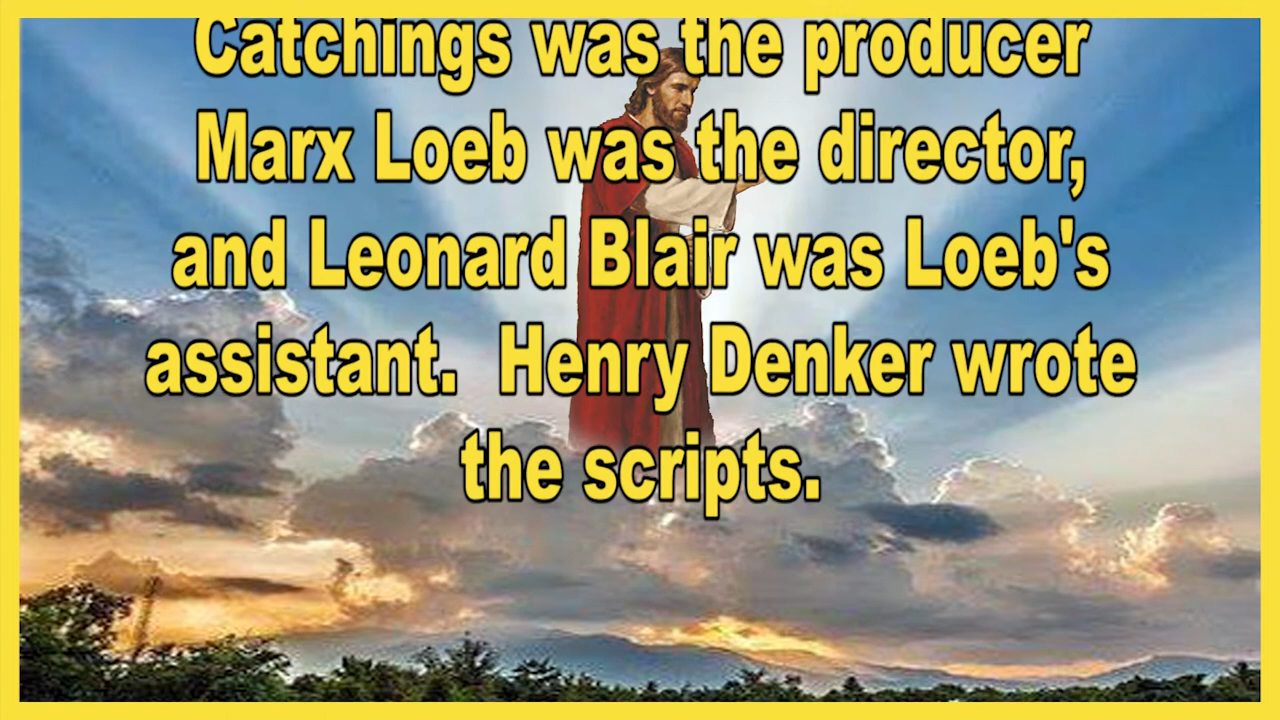 Catchings was the producer
Marx Loeb was the director,
and Leonard Blair was Loeb's
assistant.  Henry Denker wrote
the scripts.